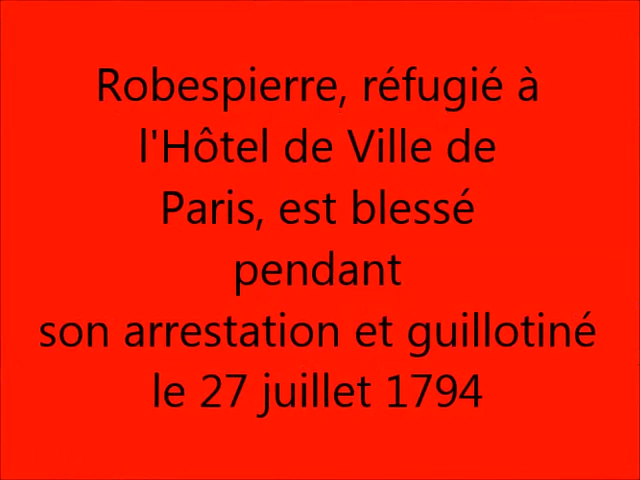 Robespierre, réfugié à
l'Hôtel de Ville de
Paris, est blessé
pendant
son arrestation et guillotiné
le 27 juillet 1794